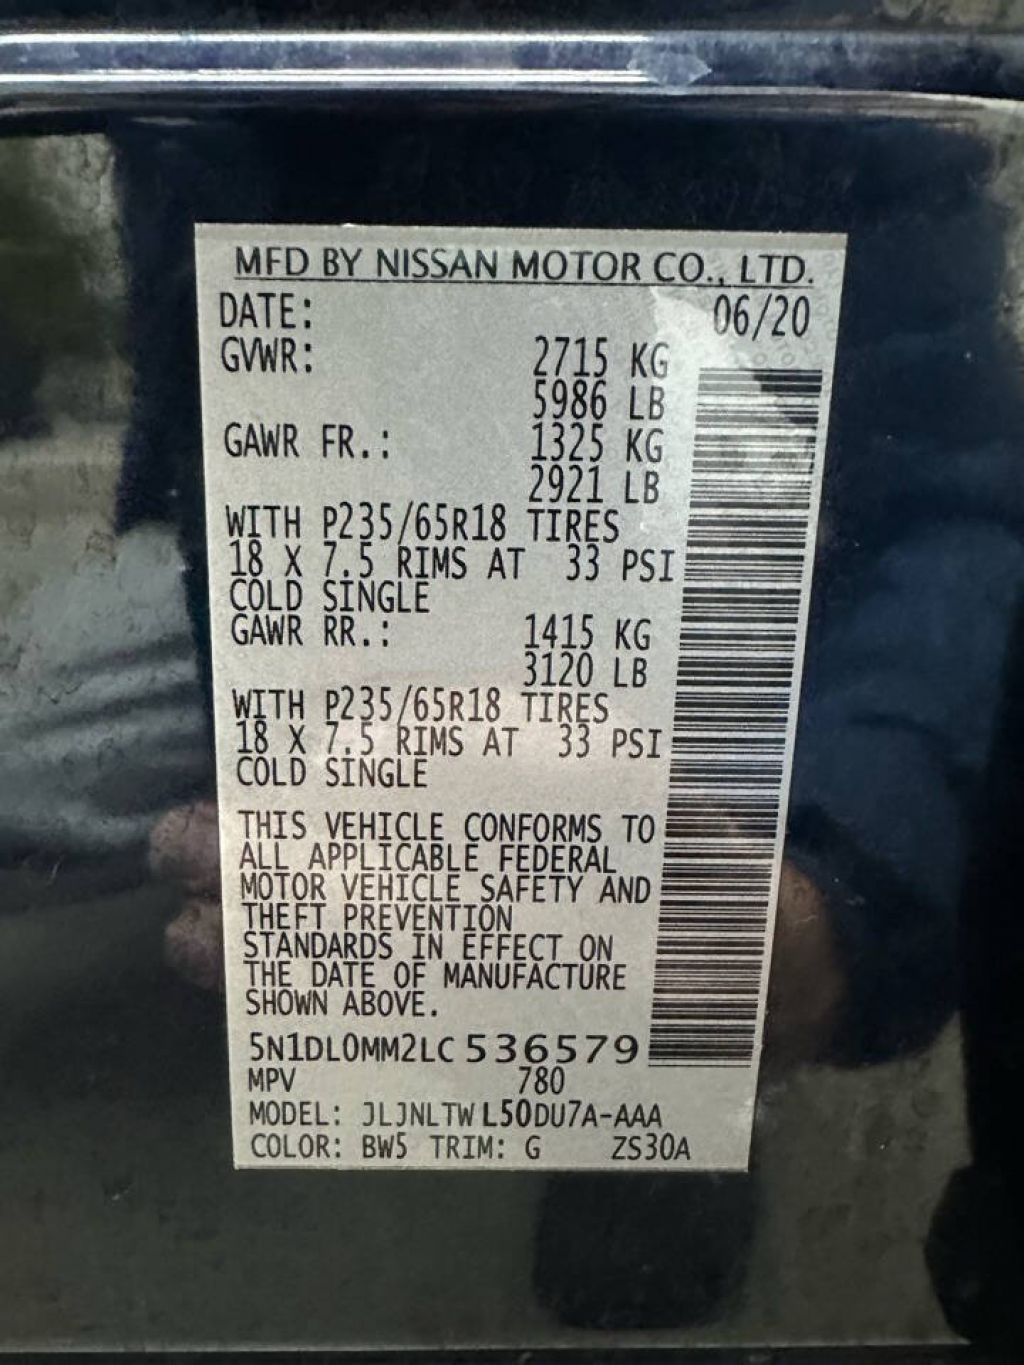 MFD BY NISSAN MOTOR CO., LTD.
DATE: 06/20
GVWR: 2715 KG
5986 LB
GAWR FR.: 1325 KG
2921 LB
WITH P235/65R18 TIRES
18 X 7.5 RIMS AT 33 PSI
COLD SINGLE
GAWR RR.: 1415 KG
3120 LB
WITH P235/65R18 TIRES
18 X 7.5 RIMS AT 33 PSI
COLD SINGLE
THIS VEHICLE CONFORMS TO
ALL APPLICABLE FEDERAL
MOTOR VEHICLE SAFETY AND
THEFT PREVENTION
STANDARDS IN EFFECT ON
THE DATE OF MANUFACTURE
SHOWN ABOVE.
5N1DL0MM2LC536579
MPV 780
MODEL: JLJNLTWL50DU7A-AAA
COLOR: BW5 TRIM: G ZS30A